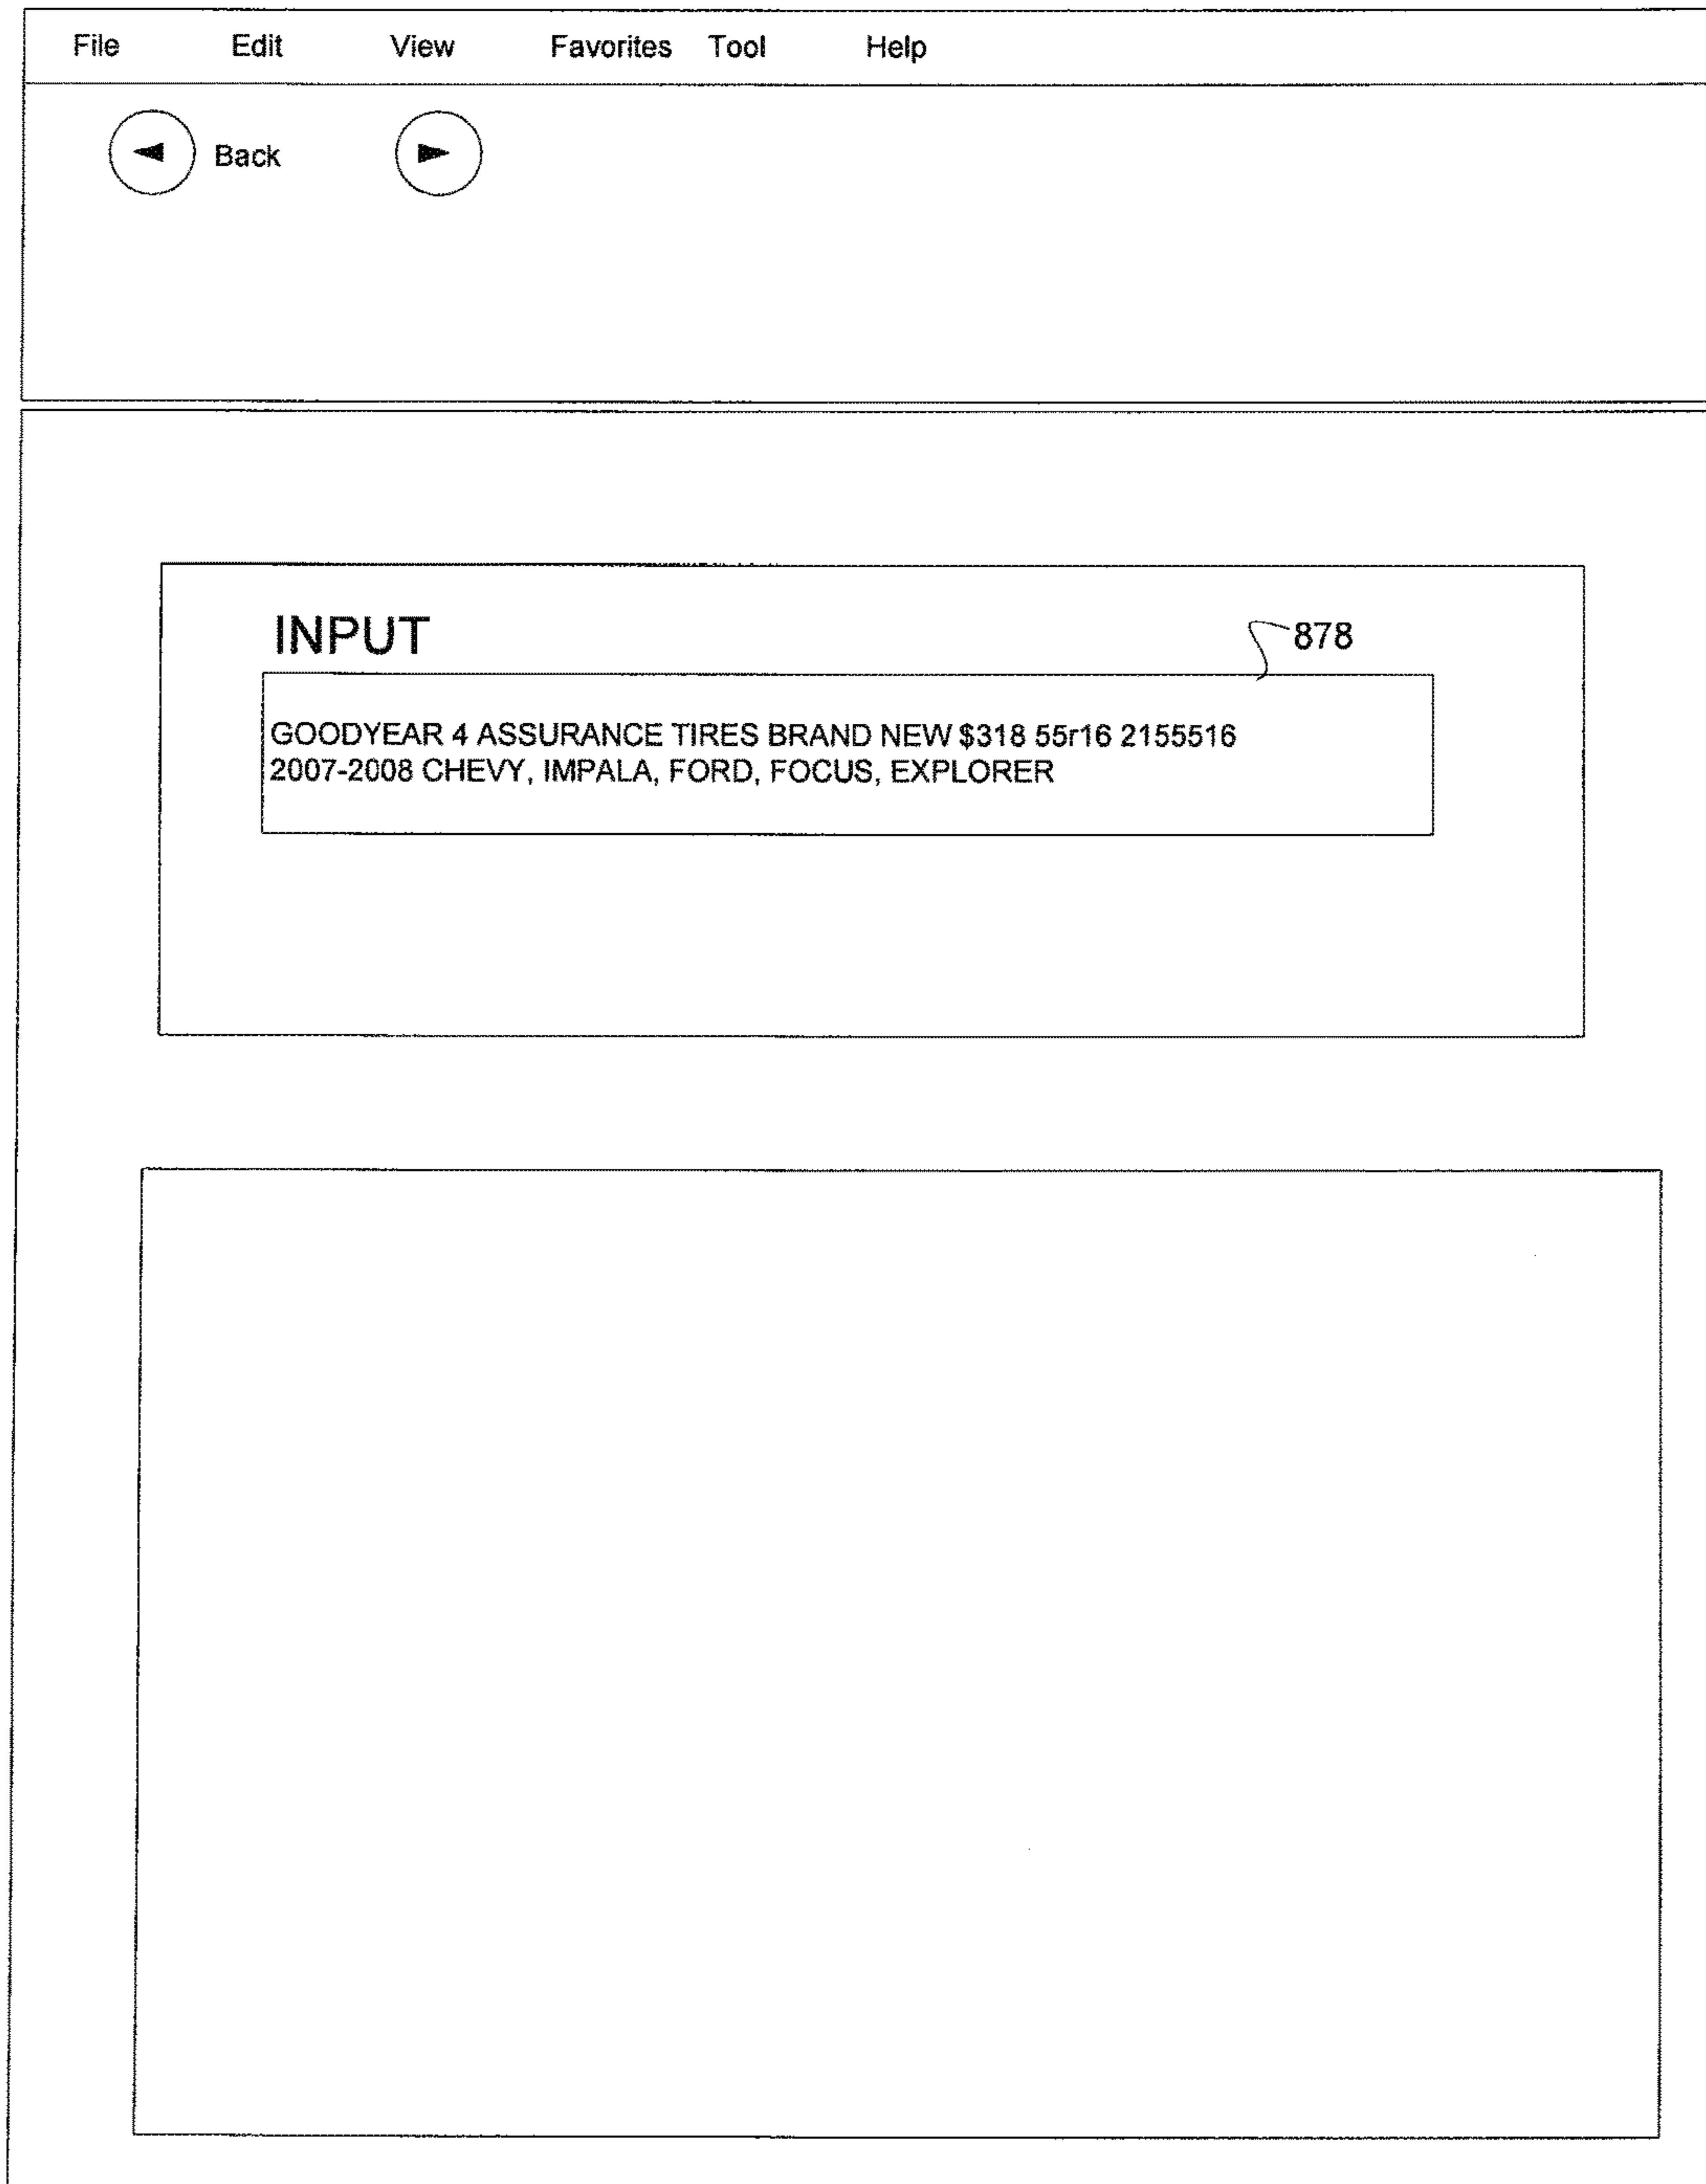 File Edit View Favorites Tool Help
Back
INPUT
878
GOODYEAR 4 ASSURANCE TIRES BRAND NEW $318 55r16 2155516
2007-2008 CHEVY, IMPALA, FORD, FOCUS, EXPLORER